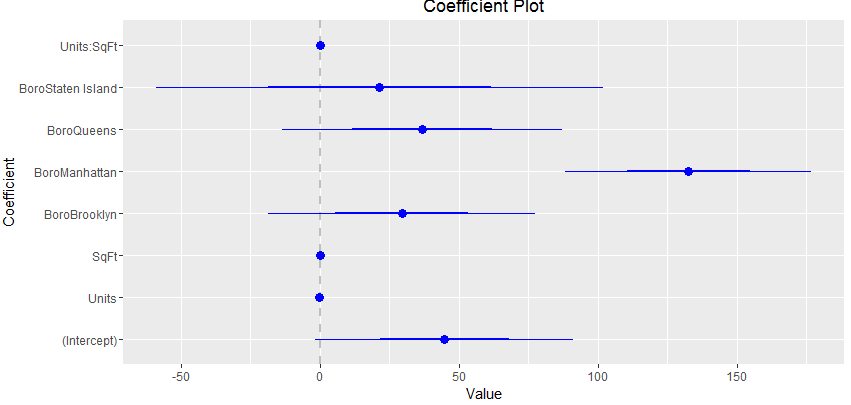 Coefficient Plot
Units:SqFt
BoroStaten Island
BoroQueens
BoroManhattan
BoroBrooklyn
SqFt
Units
(Intercept)
Coefficient
-50 0 50 100 150
Value